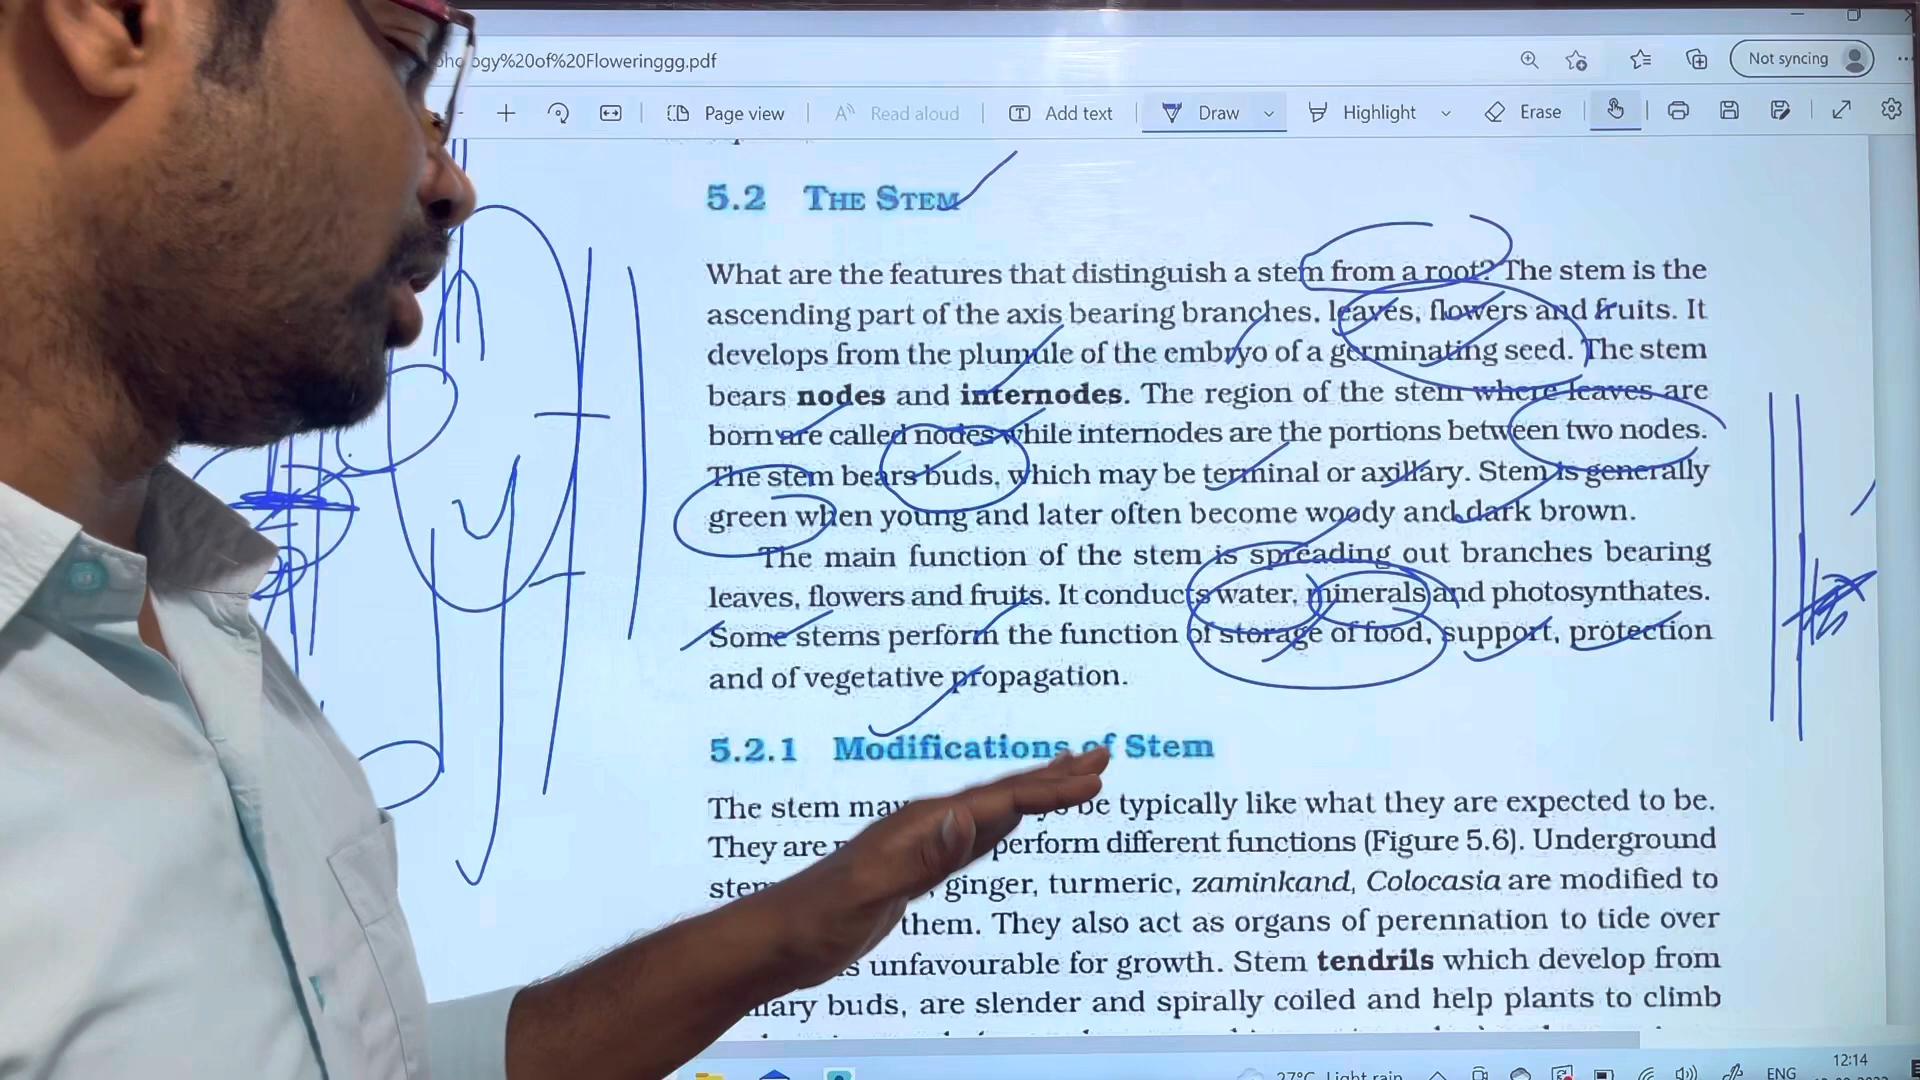 ogy%20of%20Floweringgg.pdf
Not syncing
Page view
Read aloud
Add text
Draw
Highlight
Erase
5.2 THE STEM
What are the features that distinguish a stem from a root? The stem is the
ascending part of the axis bearing branches, leaves, flowers and fruits. It
develops from the plumule of the embryo of a germinating seed. The stem
bears nodes and internodes. The region of the stem where leaves are
born are called nodes while internodes are the portions between two nodes.
The stem bears buds, which may be terminal or axillary. Stem is generally
green when young and later often become woody and dark brown.
The main function of the stem is spreading out branches bearing
leaves, flowers and fruits. It conducts water, minerals and photosynthates.
Some stems perform the function of storage of food, support, protection
and of vegetative propagation.
5.2.1 Modifications of Stem
The stem may be typically like what they are expected to be.
They are perform different functions (Figure 5.6). Underground
ginger, turmeric, zaminkand, Colocasia are modified to
them. They also act as organs of perennation to tide over
unfavourable for growth. Stem tendrils which develop from
buds, are slender and spirally coiled and help plants to climb
27°C Light rain
ENG
12:14